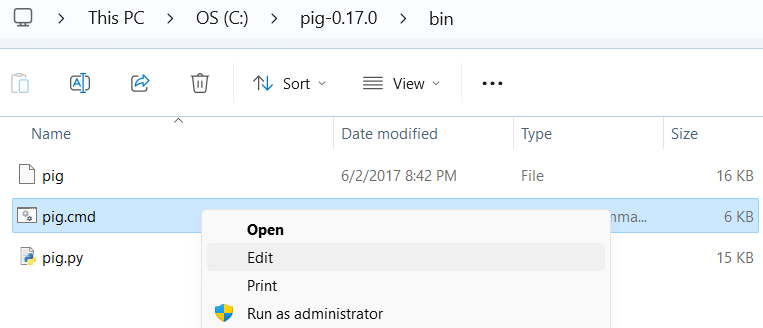 This PC > OS (C:) > pig-0.17.0 > bin
Sort View
Name Date modified Type Size
pig 6/2/2017 8:42 PM File 16 KB
pig.cmd mma... 6 KB
Open
Edit
pig.py 15 KB
Print
Run as administrator